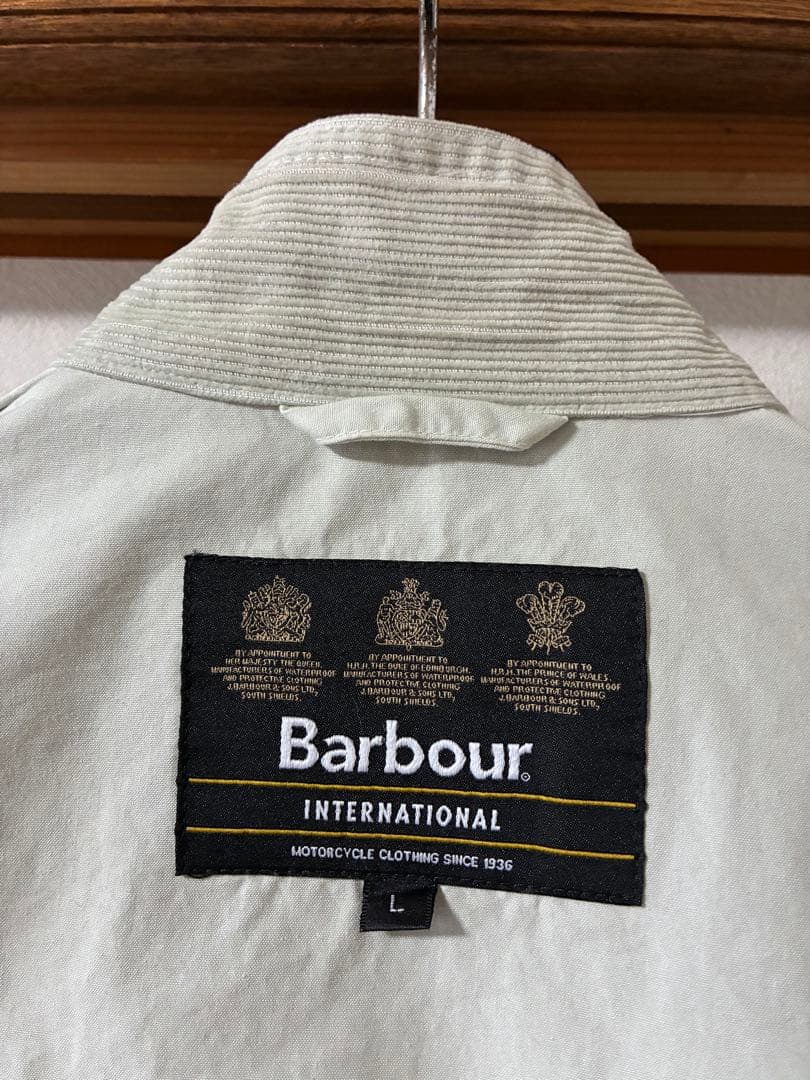 BY APPOINTMENT TO
HER MAJESTY THE QUEEN.
MANUFACTURERS OF WATERPROOF
AND PROTECTIVE CLOTHING
J.BARBOUR & SONS LTD,
SOUTH SHIELDS.
BY APPOINTMENT TO
H.R.H. THE DUKE OF EDINBURGH.
MANUFACTURERS OF WATERPROOF
AND PROTECTIVE CLOTHING
J.BARBOUR & SONS LTD,
SOUTH SHIELDS.
BY APPOINTMENT TO
H.R.H. THE PRINCE OF WALES.
MANUFACTURERS OF WATERPROOF
AND PROTECTIVE CLOTHING
J.BARBOUR & SONS LTD,
SOUTH SHIELDS.
Barbour®
INTERNATIONAL
MOTORCYCLE CLOTHING SINCE 1936
L